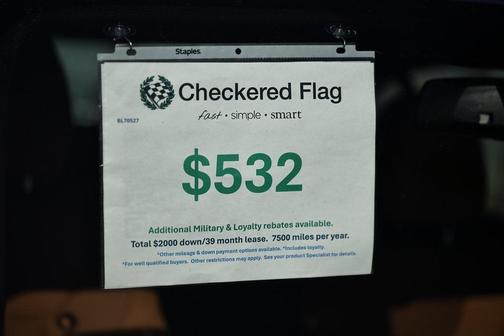 Staples
Checkered Flag
fast • simple • smart
BL70527
$532
Additional Military & Loyalty rebates available.
Total $2000 down/39 month lease. 7500 miles per year.
*Other mileage & down payment options available. *Includes loyalty.
*For well qualified buyers. Other restrictions may apply. See your product Specialist for details.